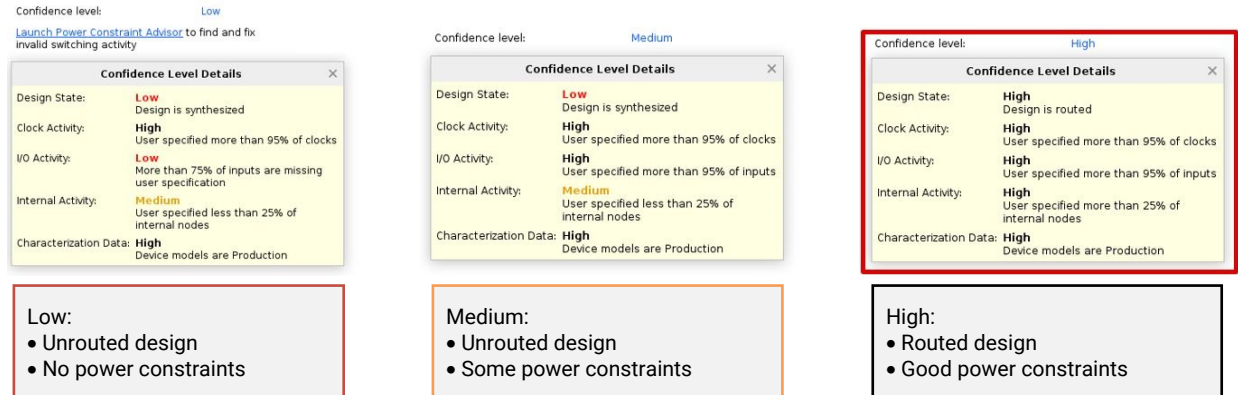 Confidence level: Low
Launch Power Constraint Advisor to find and fix
invalid switching activity
Confidence Level Details ×
Design State: Low
Design is synthesized
Clock Activity: High
User specified more than 95% of clocks
I/O Activity: Low
More than 75% of inputs are missing
user specification
Internal Activity: Medium
User specified less than 25% of
internal nodes
Characterization Data: High
Device models are Production
Low:
• Unrouted design
• No power constraints
Confidence level: Medium
Confidence Level Details ×
Design State: Low
Design is synthesized
Clock Activity: High
User specified more than 95% of clocks
I/O Activity: High
User specified more than 95% of inputs
Internal Activity: Medium
User specified less than 25% of
internal nodes
Characterization Data: High
Device models are Production
Medium:
• Unrouted design
• Some power constraints
Confidence level: High
Confidence Level Details ×
Design State: High
Design is routed
Clock Activity: High
User specified more than 95% of clocks
I/O Activity: High
User specified more than 95% of inputs
Internal Activity: High
User specified more than 25% of
internal nodes
Characterization Data: High
Device models are Production
High:
• Routed design
• Good power constraints